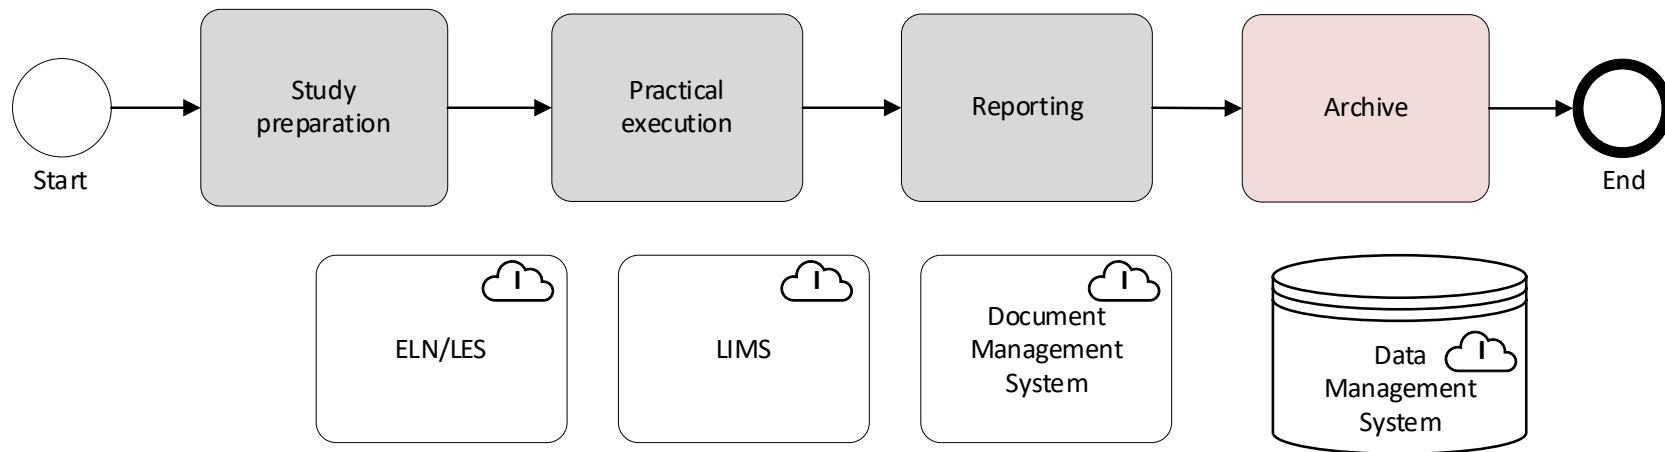 Study
preparation
Practical
execution
Reporting
Archive
Start
End
I
I
I
ELN/LES
LIMS
Document
Management
System
I
Data
Management
System